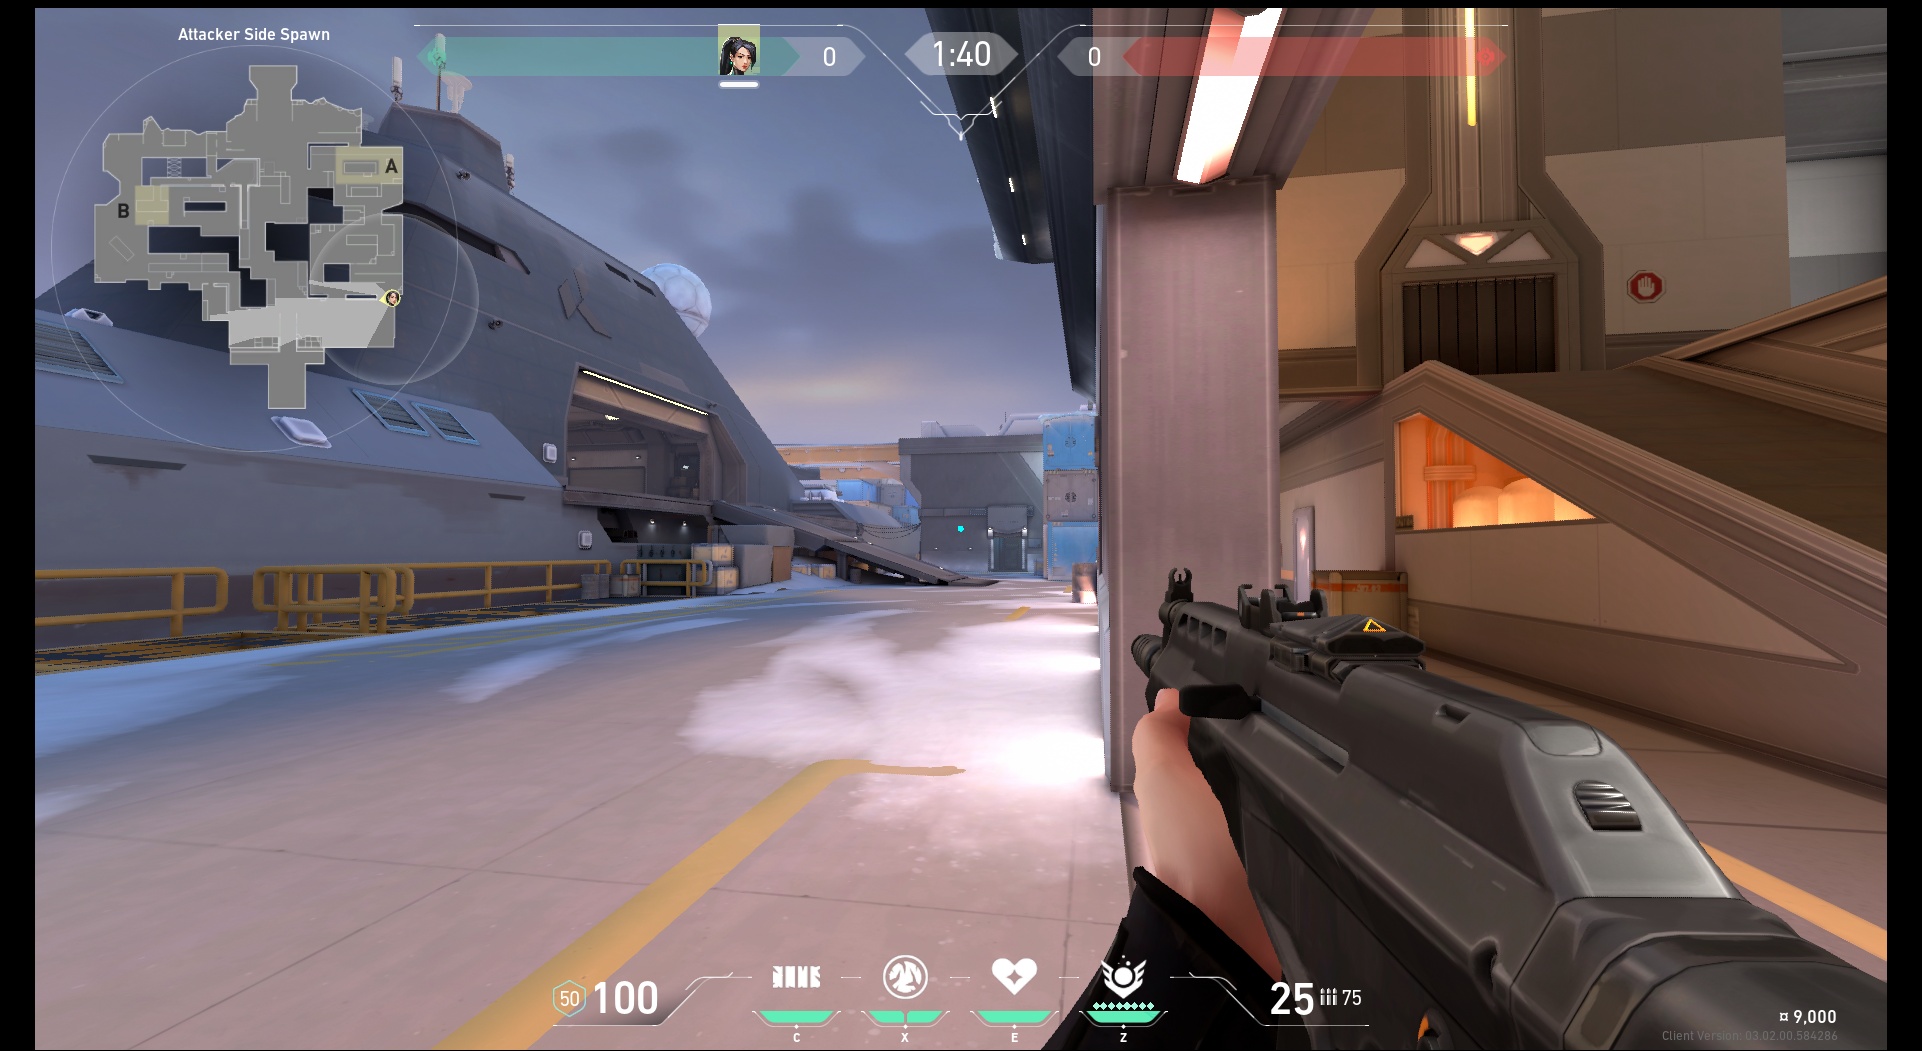 Attacker Side Spawn
0
1:40
0
A
B
50 100
25 75
C X E Z
¤ 9,000
Client Version: 03.02.00.584286